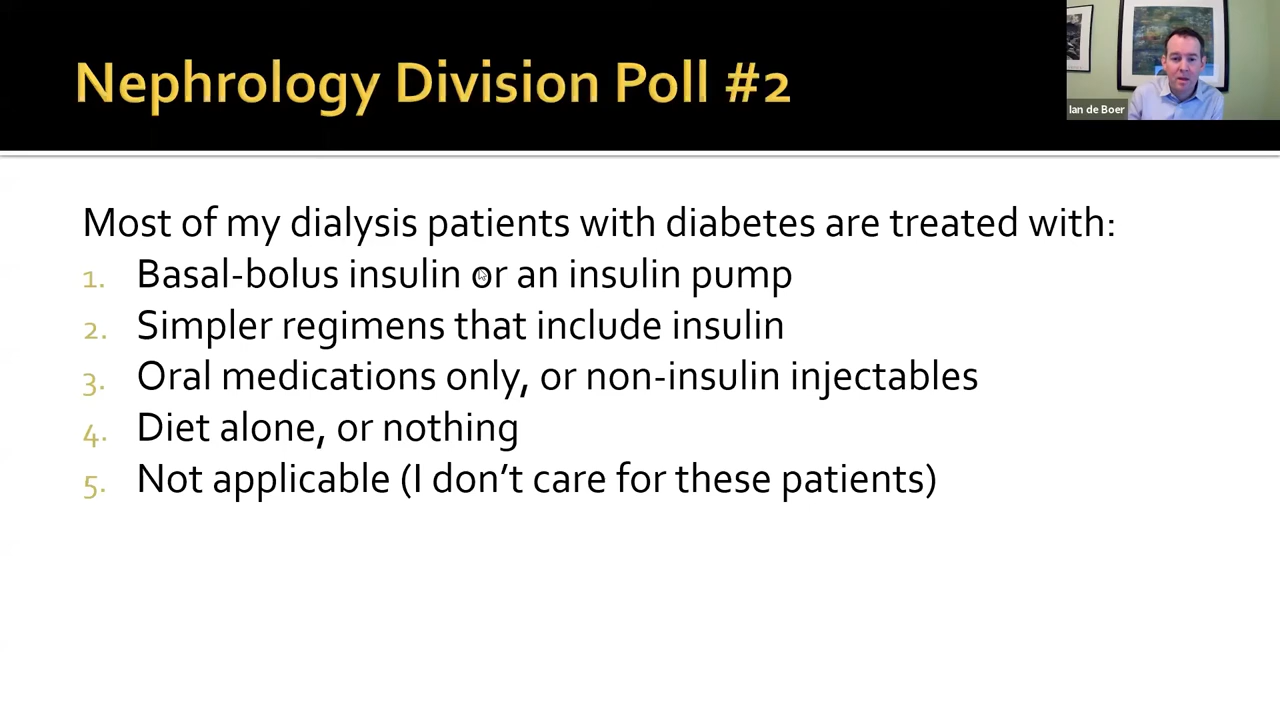 Nephrology Division Poll #2
Ian de Boer
Most of my dialysis patients with diabetes are treated with:
1. Basal-bolus insulin or an insulin pump
2. Simpler regimens that include insulin
3. Oral medications only, or non-insulin injectables
4. Diet alone, or nothing
5. Not applicable (I don’t care for these patients)